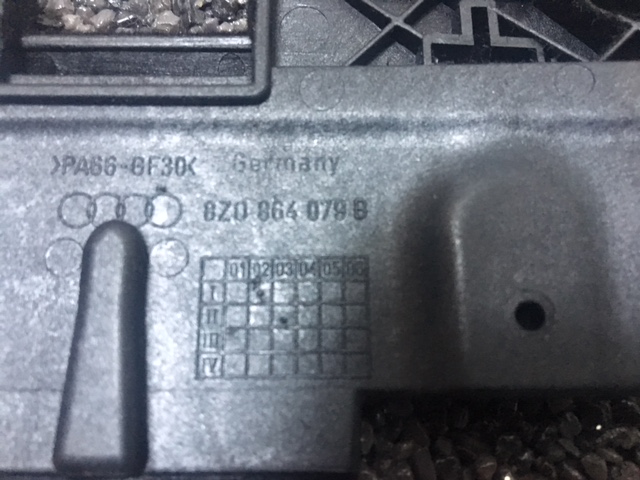 >PA66-GF30< Germany
8Z0 864 079 B
01 02 03 04 05 06
I
II
III
IV